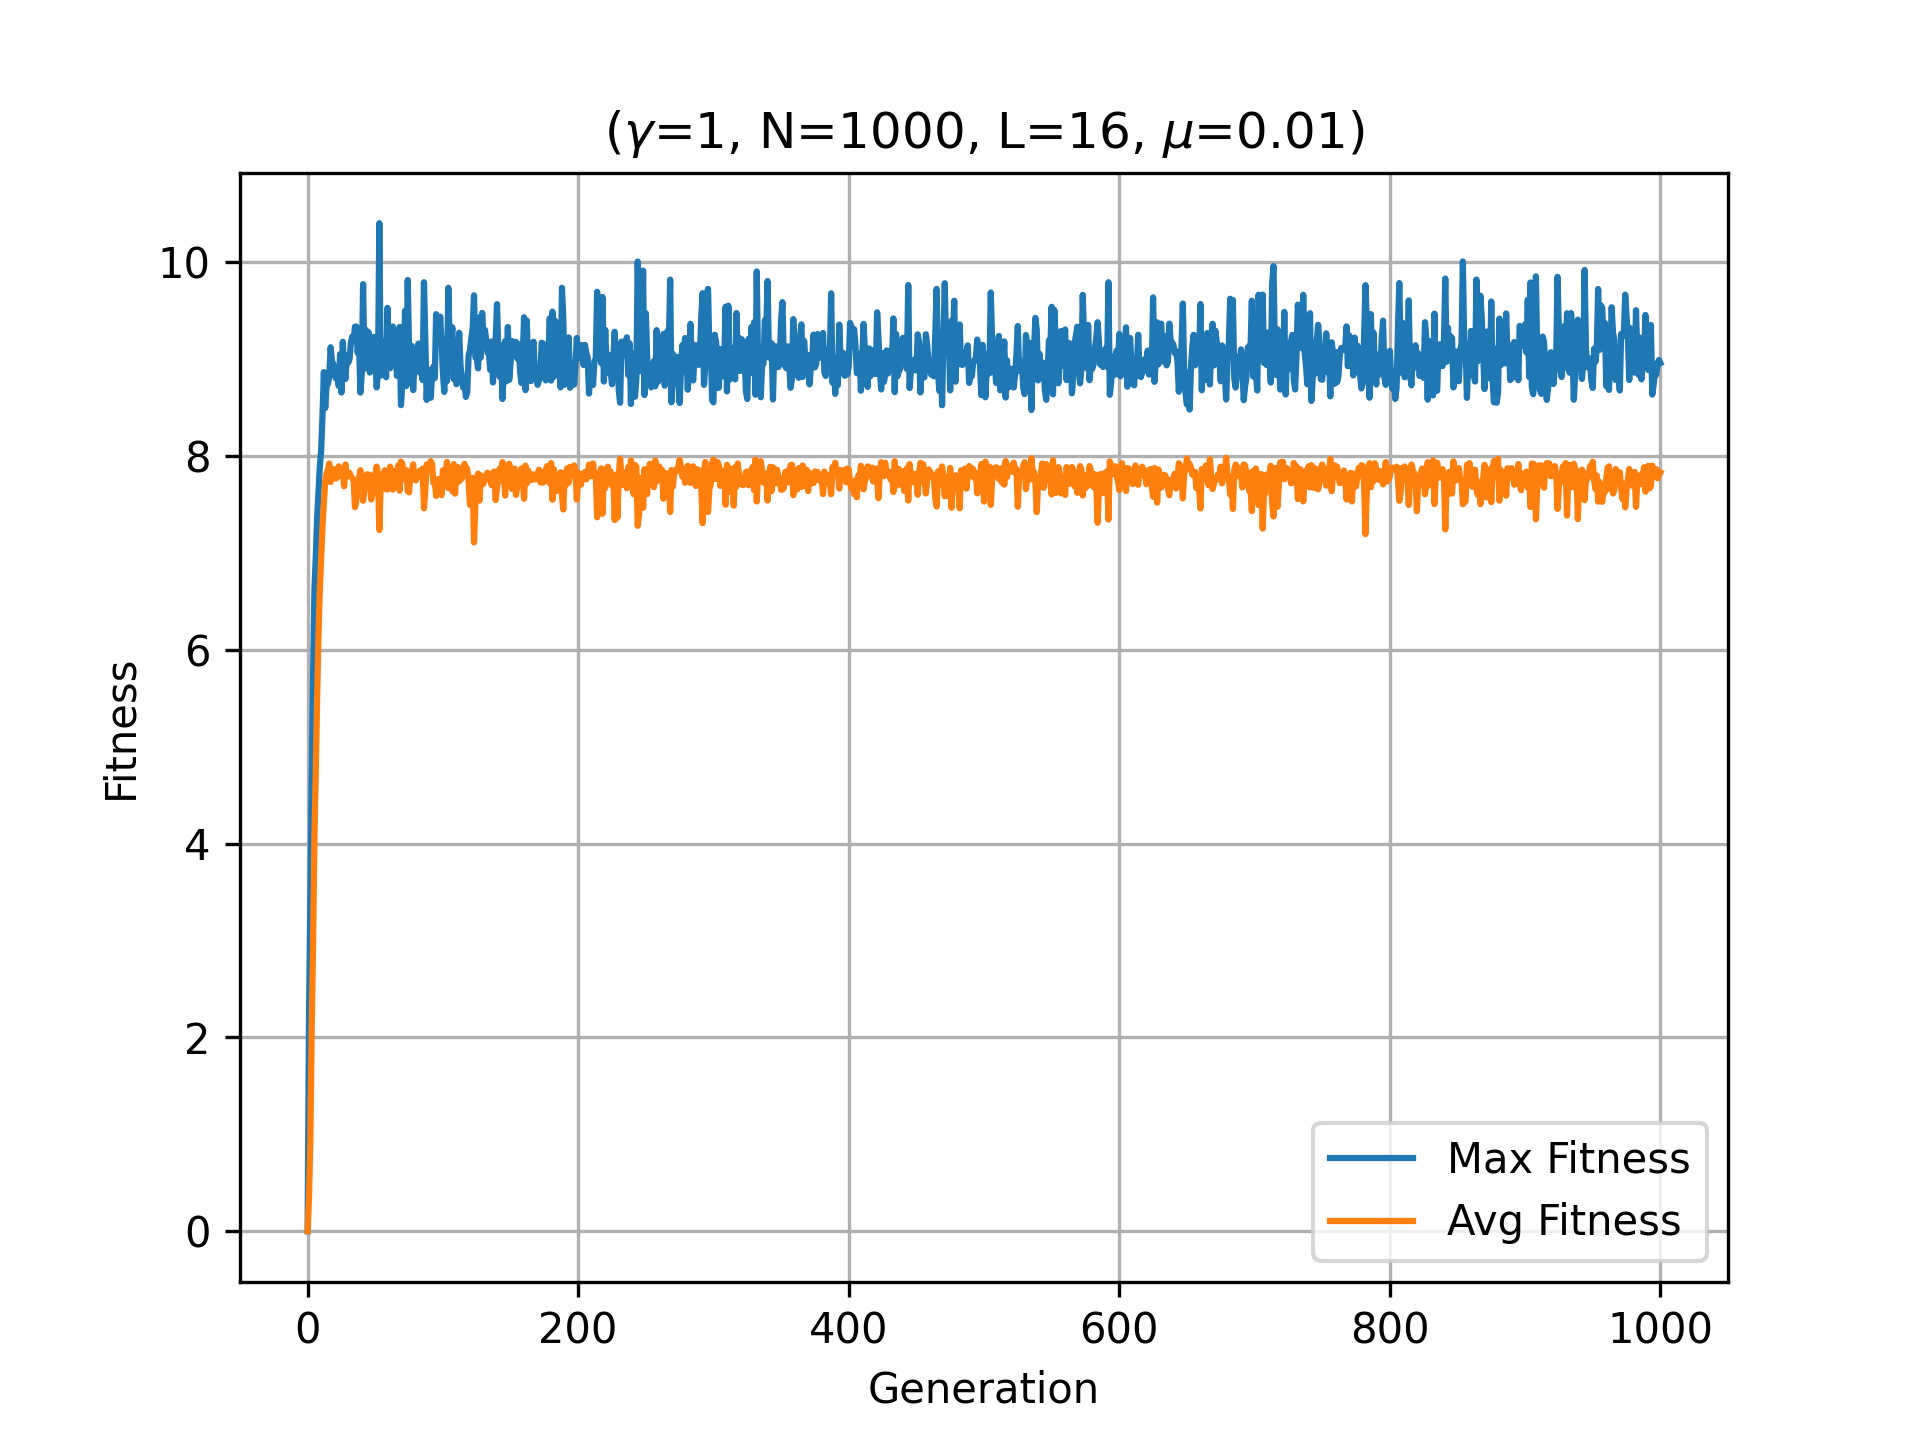 (γ=1, N=1000, L=16, μ=0.01)
10
8
6
4
2
0
Fitness
0 200 400 600 800 1000
Generation
Max Fitness
Avg Fitness